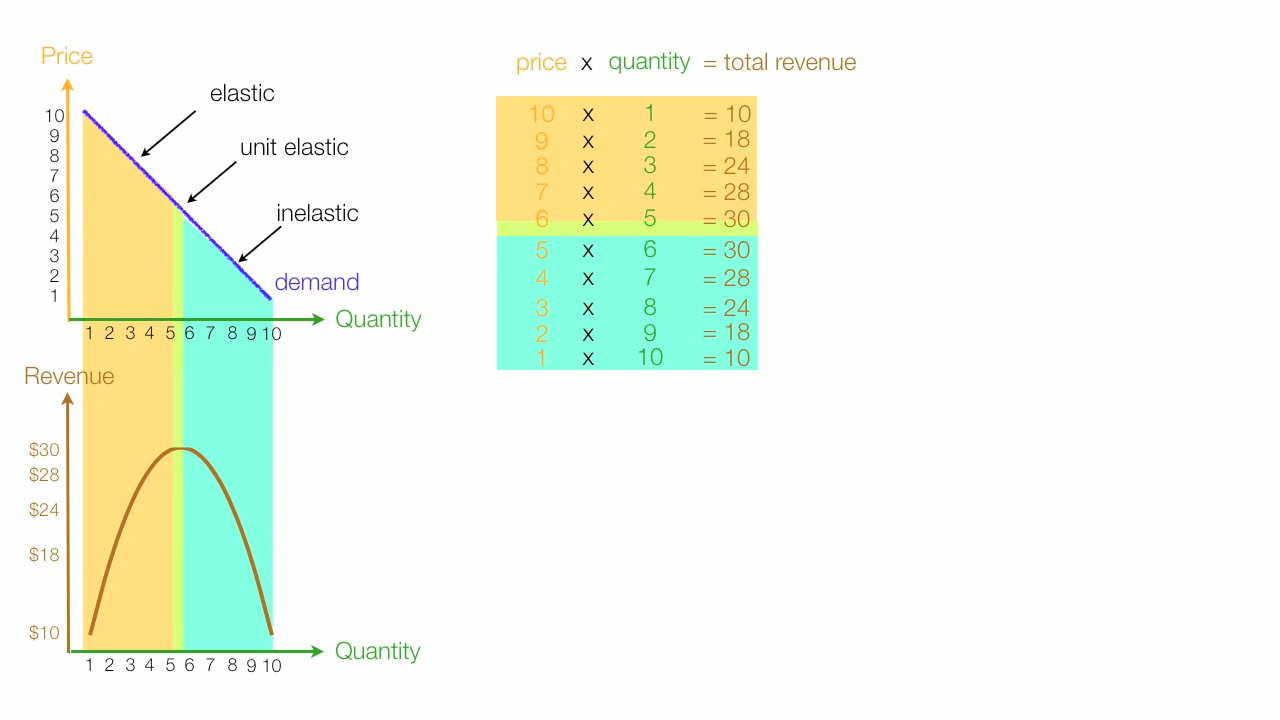 Price
10
9
8
7
6
5
4
3
2
1
elastic
unit elastic
inelastic
demand
1 2 3 4 5 6 7 8 9 10
Quantity
Revenue
$30
$28
$24
$18
$10
1 2 3 4 5 6 7 8 9 10
Quantity
price x quantity = total revenue
10 x 1 = 10
9 x 2 = 18
8 x 3 = 24
7 x 4 = 28
6 x 5 = 30
5 x 6 = 30
4 x 7 = 28
3 x 8 = 24
2 x 9 = 18
1 x 10 = 10